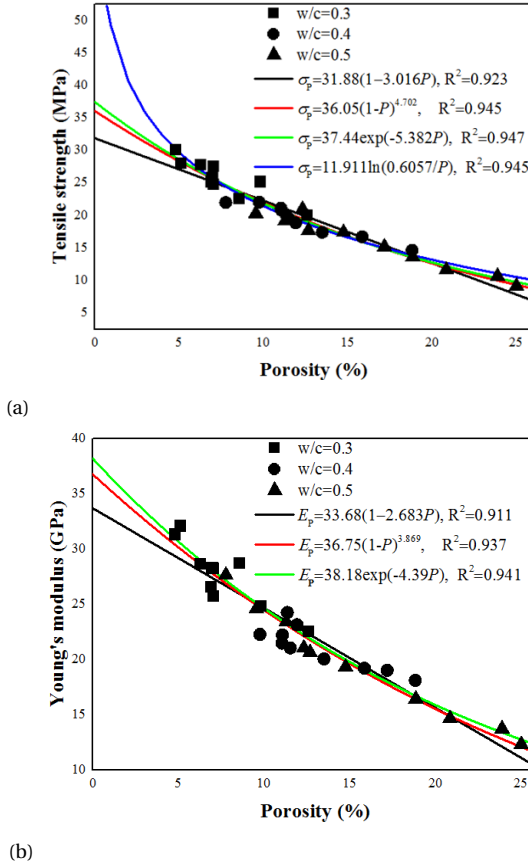 w/c=0.3
w/c=0.4
w/c=0.5
σP=31.88(1−3.016P), R²=0.923
σP=36.05(1-P)^4.702, R²=0.945
σP=37.44exp(-5.382P), R²=0.947
σP=11.911ln(0.6057/P), R²=0.945
Tensile strength (MPa)
50
45
40
35
30
25
20
15
10
5
0 5 10 15 20 25
Porosity (%)
(a)
w/c=0.3
w/c=0.4
w/c=0.5
EP=33.68(1−2.683P), R²=0.911
EP=36.75(1-P)^3.869, R²=0.937
EP=38.18exp(-4.39P), R²=0.941
Young's modulus (GPa)
40
35
30
25
20
15
10
0 5 10 15 20 25
Porosity (%)
(b)